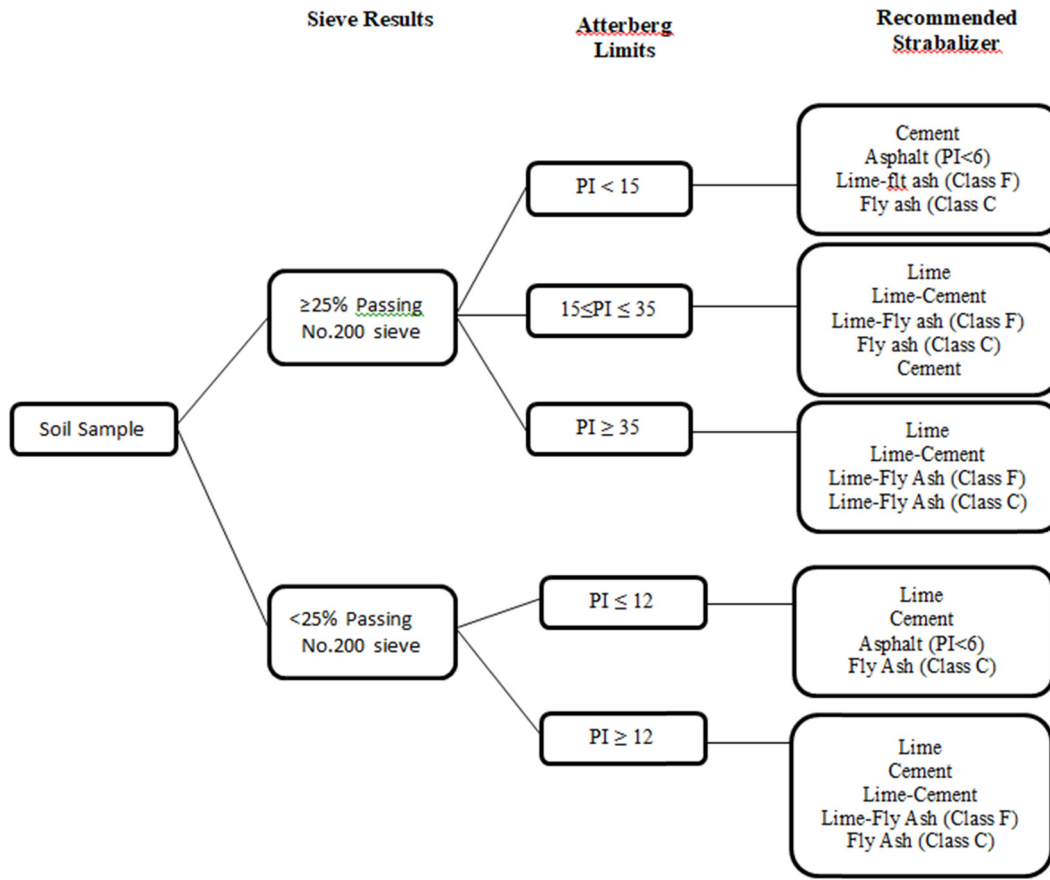 Sieve Results
Atterberg
Limits
Recommended
Strabalizer
Soil Sample
≥25% Passing
No.200 sieve
PI < 15
Cement
Asphalt (PI<6)
Lime-flt ash (Class F)
Fly ash (Class C
15≤PI ≤ 35
Lime
Lime-Cement
Lime-Fly ash (Class F)
Fly ash (Class C)
Cement
PI ≥ 35
Lime
Lime-Cement
Lime-Fly Ash (Class F)
Lime-Fly Ash (Class C)
<25% Passing
No.200 sieve
PI ≤ 12
Lime
Cement
Asphalt (PI<6)
Fly Ash (Class C)
PI ≥ 12
Lime
Cement
Lime-Cement
Lime-Fly Ash (Class F)
Fly Ash (Class C)